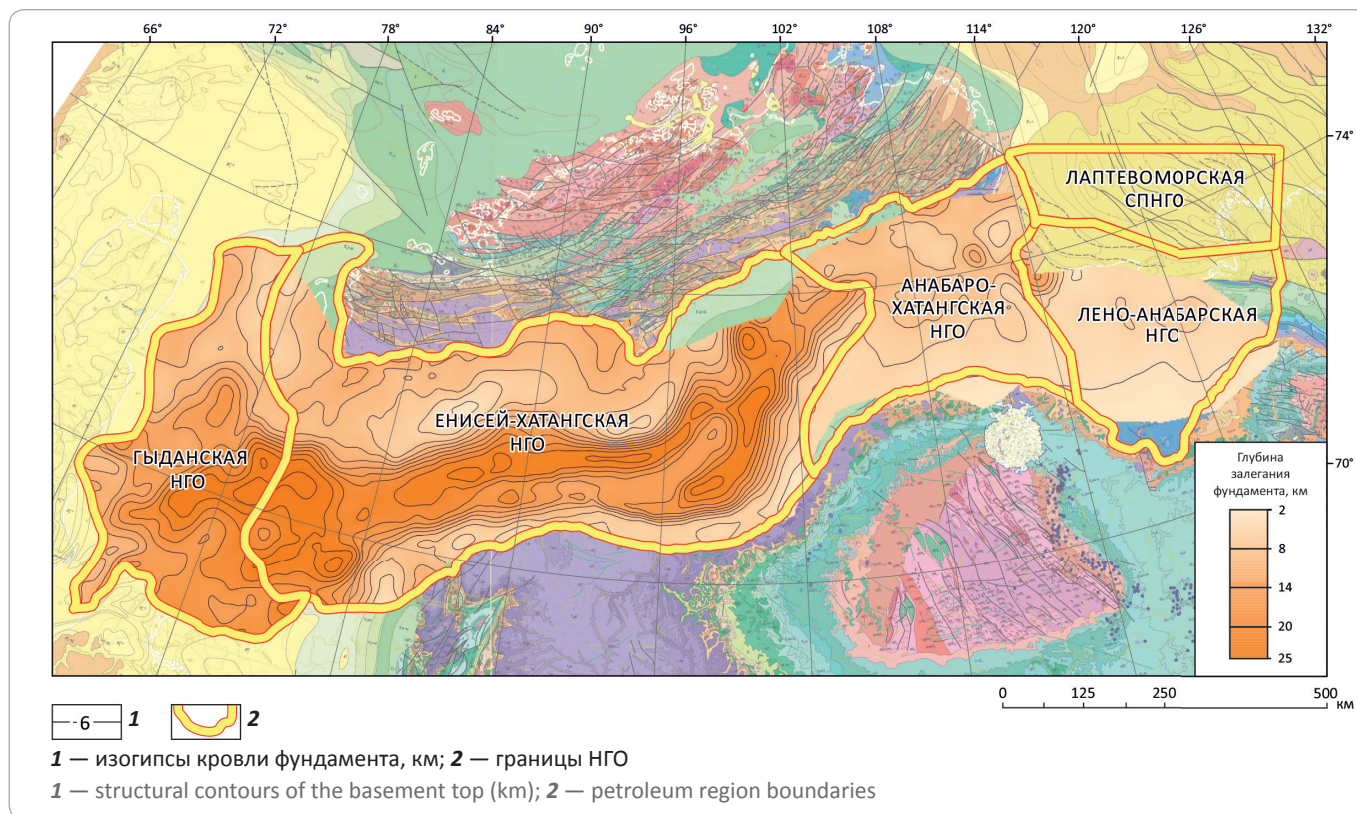 66° 72° 78° 84° 90° 96° 102° 108° 114° 120° 126° 132°
74°
ЛАПТЕВОМОРСКАЯ
СПНГО
АНАБАРО-
ХАТАНГСКАЯ
НГО
ЛЕНО-АНАБАРСКАЯ
НГС
ЕНИСЕЙ-ХАТАНГСКАЯ
НГО
ГЫДАНСКАЯ
НГО
70°
Глубина
залегания
фундамента, км
2
8
14
20
25
0 125 250 500
км
-6 1 2
1 — изогипсы кровли фундамента, км; 2 — границы НГО
1 — structural contours of the basement top (km); 2 — petroleum region boundaries